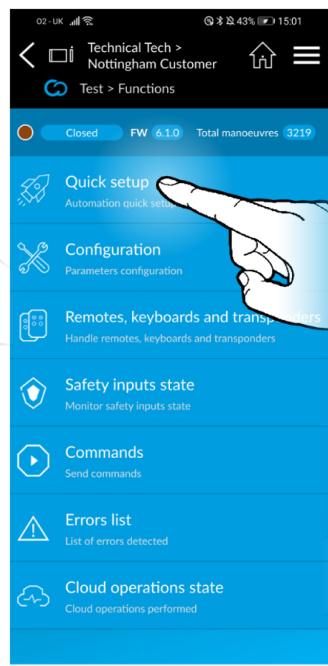 O2-UK 43% 15:01
Technical Tech >
Nottingham Customer
Test > Functions
Closed FW 6.1.0 Total manoeuvres 3219
Quick setup
Automation quick setup
Configuration
Parameters configuration
Remotes, keyboards and transponders
Handle remotes, keyboards and transponders
Safety inputs state
Monitor safety inputs state
Commands
Send commands
Errors list
List of errors detected
Cloud operations state
Cloud operations performed